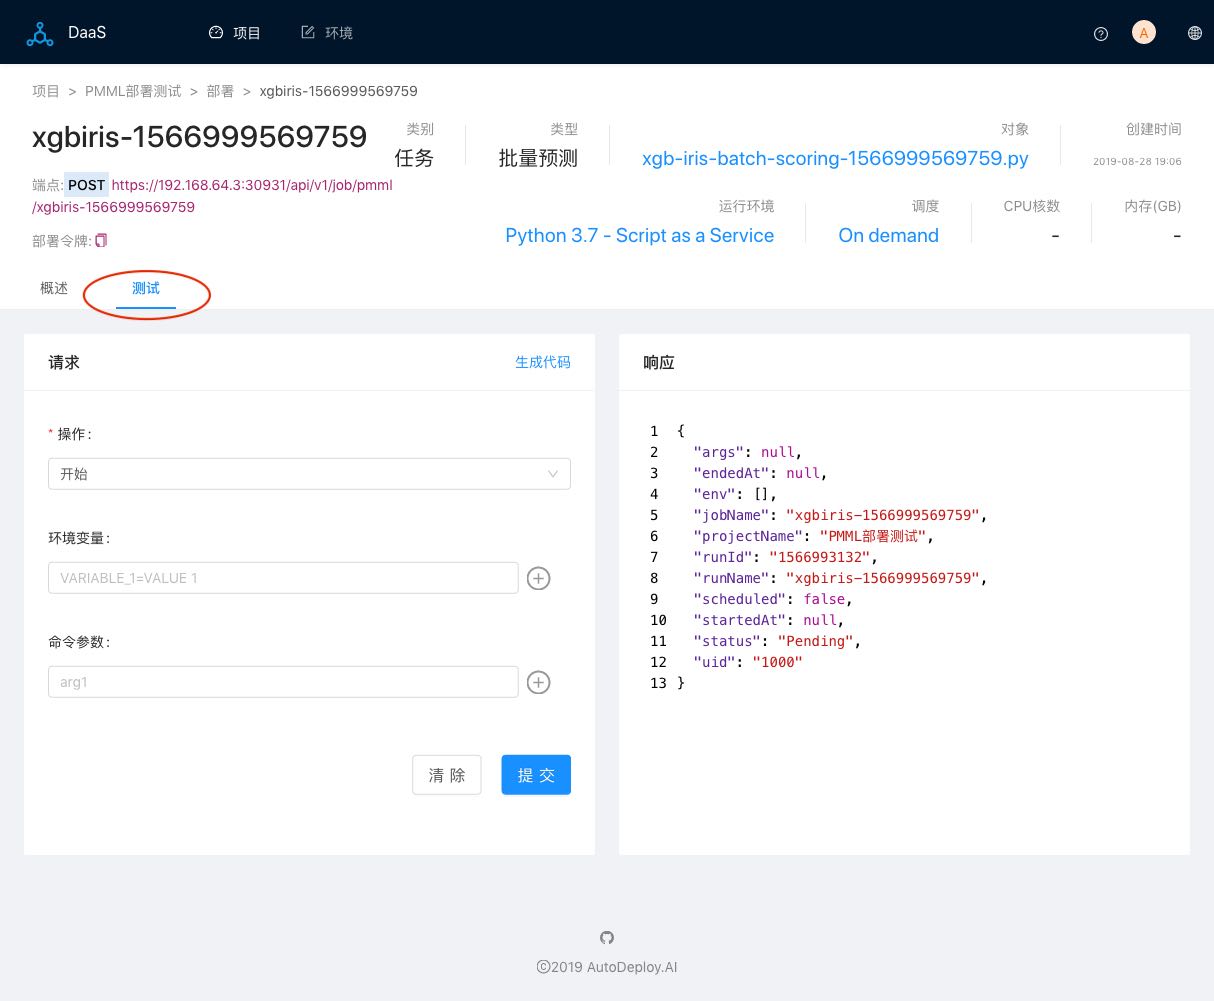 DaaS
项目
环境
A
项目 > PMML部署测试 > 部署 > xgbiris-1566999569759
xgbiris-1566999569759
端点: POST https://192.168.64.3:30931/api/v1/job/pmml
/xgbiris-1566999569759
部署令牌:
类别
任务
类型
批量预测
对象
xgb-iris-batch-scoring-1566999569759.py
创建时间
2019-08-28 19:06
运行环境
Python 3.7 - Script as a Service
调度
On demand
CPU核数
-
内存(GB)
-
概述
测试
请求
生成代码
* 操作:
开始
环境变量:
VARIABLE_1=VALUE 1
命令参数:
arg1
清 除
提 交
响应
1 {
2 "args": null,
3 "endedAt": null,
4 "env": [],
5 "jobName": "xgbiris-1566999569759",
6 "projectName": "PMML部署测试",
7 "runId": "1566993132",
8 "runName": "xgbiris-1566999569759",
9 "scheduled": false,
10 "startedAt": null,
11 "status": "Pending",
12 "uid": "1000"
13 }
©2019 AutoDeploy.AI